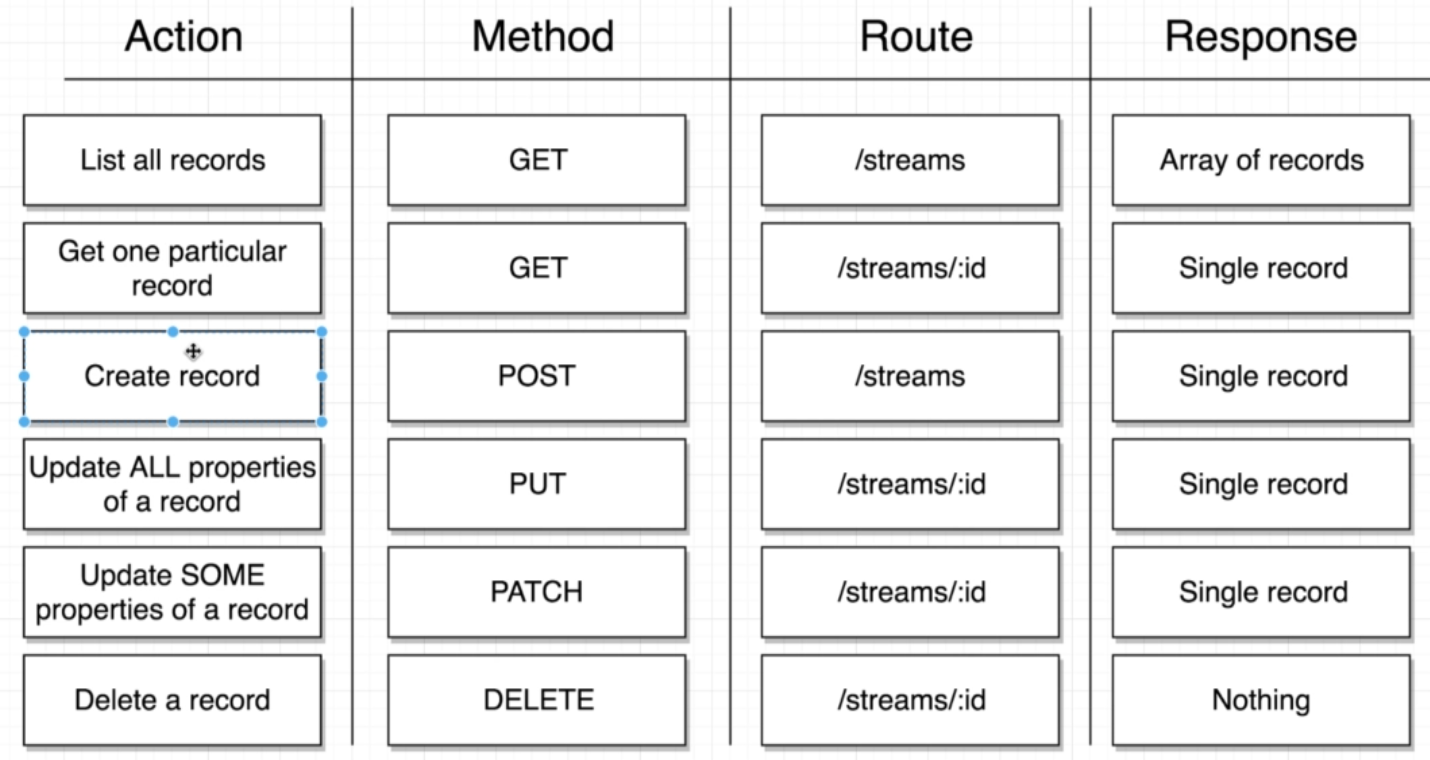 Action Method Route Response
List all records GET /streams Array of records
Get one particular
record GET /streams/:id Single record
Create record POST /streams Single record
Update ALL properties
of a record PUT /streams/:id Single record
Update SOME
properties of a record PATCH /streams/:id Single record
Delete a record DELETE /streams/:id Nothing